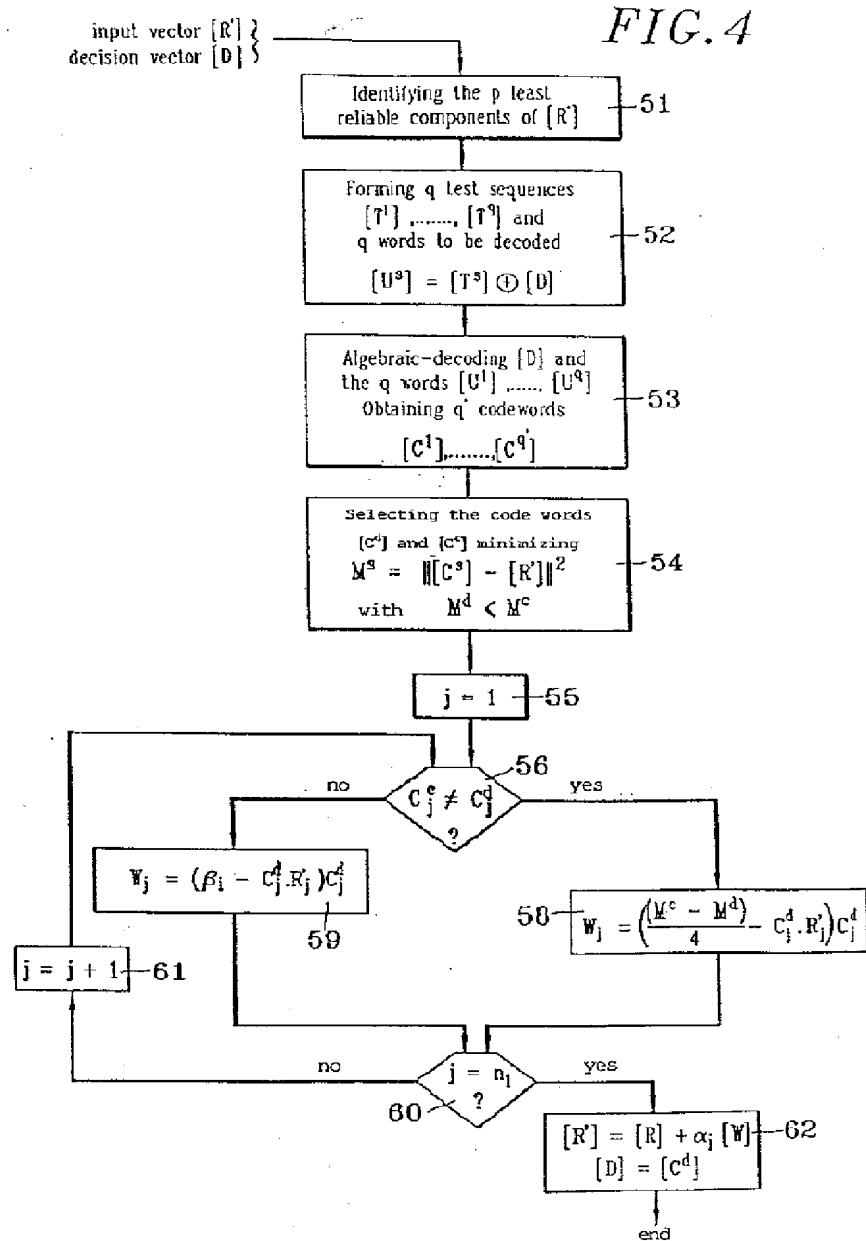 FIG. 4
input vector [R']
decision vector [D]
Identifying the p least
reliable components of [R']
51
Forming q test sequences
[T¹] ,......, [T^q] and
q words to be decoded
[U^s] = [T^s] ⊕ [D]
52
Algebraic-decoding [D] and
the q words [U¹] ,....., [U^q]
Obtaining q' codewords
[C¹],.......,[C^q']
53
Selecting the code words
[C^d] and [C^c] minimizing
M^s = ‖[C^s] - [R']‖²
with M^d < M^c
54
j = 1
55
56
no
C_j^c ≠ C_j^d
yes
?
W_j = (β_i - C_j^d.R'_j)C_j^d
59
58
W_j = ((M^c - M^d)/4 - C_j^d.R'_j)C_j^d
j = j + 1
61
no
j = n_1
yes
?
60
[R'] = [R] + α_j [W]
[D] = [C^d]
62
end